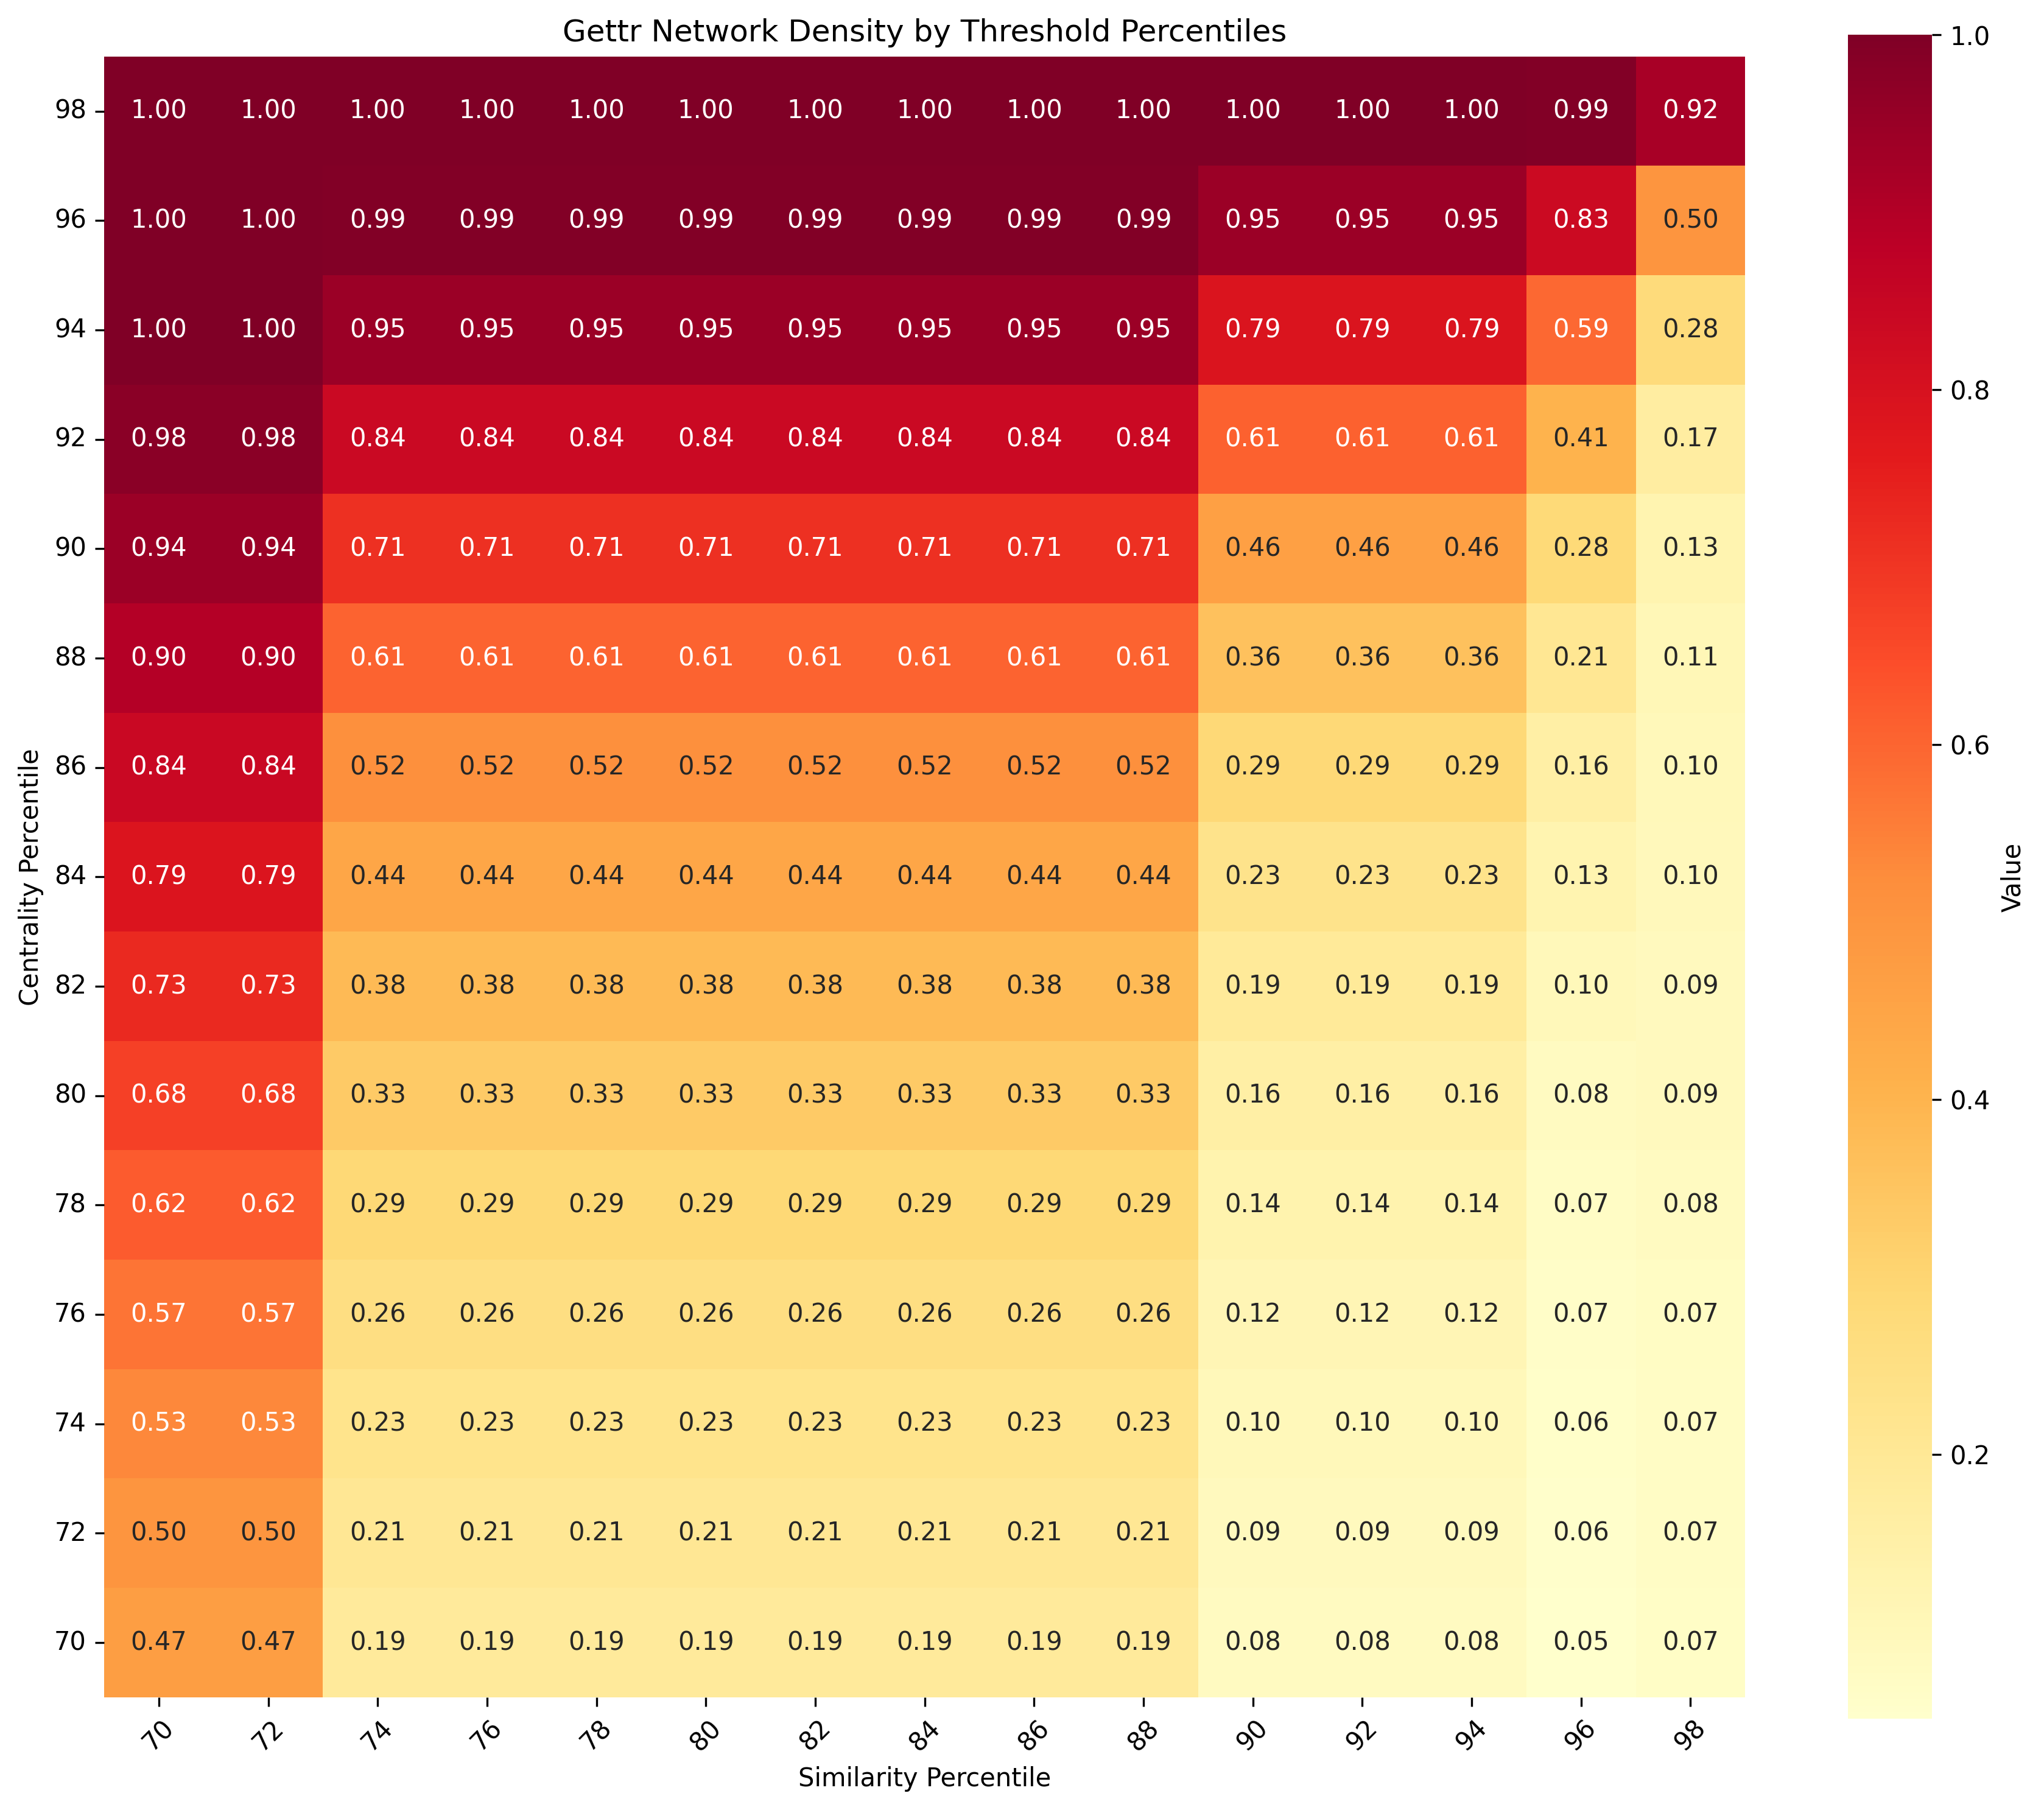 Gettr Network Density by Threshold Percentiles
98 1.00 1.00 1.00 1.00 1.00 1.00 1.00 1.00 1.00 1.00 1.00 1.00 1.00 0.99 0.92
96 1.00 1.00 0.99 0.99 0.99 0.99 0.99 0.99 0.99 0.99 0.95 0.95 0.95 0.83 0.50
94 1.00 1.00 0.95 0.95 0.95 0.95 0.95 0.95 0.95 0.95 0.79 0.79 0.79 0.59 0.28
92 0.98 0.98 0.84 0.84 0.84 0.84 0.84 0.84 0.84 0.84 0.61 0.61 0.61 0.41 0.17
90 0.94 0.94 0.71 0.71 0.71 0.71 0.71 0.71 0.71 0.71 0.46 0.46 0.46 0.28 0.13
88 0.90 0.90 0.61 0.61 0.61 0.61 0.61 0.61 0.61 0.61 0.36 0.36 0.36 0.21 0.11
86 0.84 0.84 0.52 0.52 0.52 0.52 0.52 0.52 0.52 0.52 0.29 0.29 0.29 0.16 0.10
84 0.79 0.79 0.44 0.44 0.44 0.44 0.44 0.44 0.44 0.44 0.23 0.23 0.23 0.13 0.10
82 0.73 0.73 0.38 0.38 0.38 0.38 0.38 0.38 0.38 0.38 0.19 0.19 0.19 0.10 0.09
80 0.68 0.68 0.33 0.33 0.33 0.33 0.33 0.33 0.33 0.33 0.16 0.16 0.16 0.08 0.09
78 0.62 0.62 0.29 0.29 0.29 0.29 0.29 0.29 0.29 0.29 0.14 0.14 0.14 0.07 0.08
76 0.57 0.57 0.26 0.26 0.26 0.26 0.26 0.26 0.26 0.26 0.12 0.12 0.12 0.07 0.07
74 0.53 0.53 0.23 0.23 0.23 0.23 0.23 0.23 0.23 0.23 0.10 0.10 0.10 0.06 0.07
72 0.50 0.50 0.21 0.21 0.21 0.21 0.21 0.21 0.21 0.21 0.09 0.09 0.09 0.06 0.07
70 0.47 0.47 0.19 0.19 0.19 0.19 0.19 0.19 0.19 0.19 0.08 0.08 0.08 0.05 0.07
70 72 74 76 78 80 82 84 86 88 90 92 94 96 98
Similarity Percentile
Centrality Percentile
1.0
0.8
0.6
0.4
0.2
Value